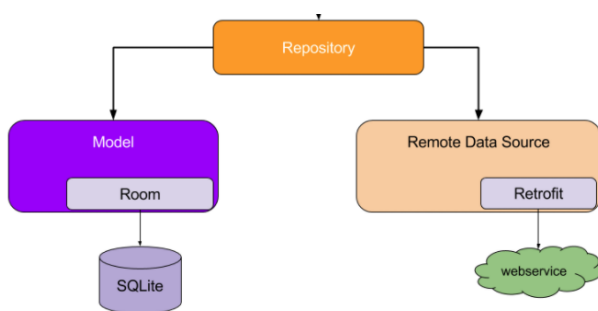 Repository
Model
Remote Data Source
Room
Retrofit
SQLite
webservice